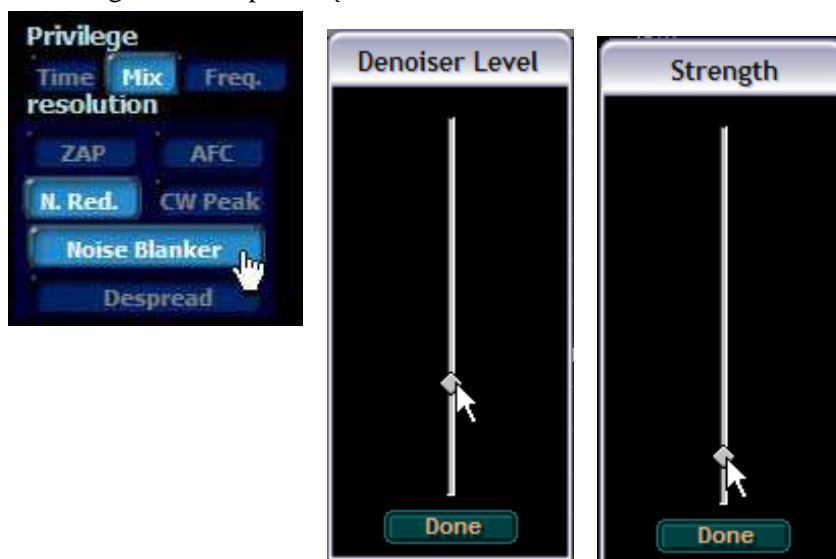 Privilege
Time Mix Freq.
resolution
ZAP AFC
N. Red. CW Peak
Noise Blanker
Despread
Denoiser Level
Done
Strength
Done